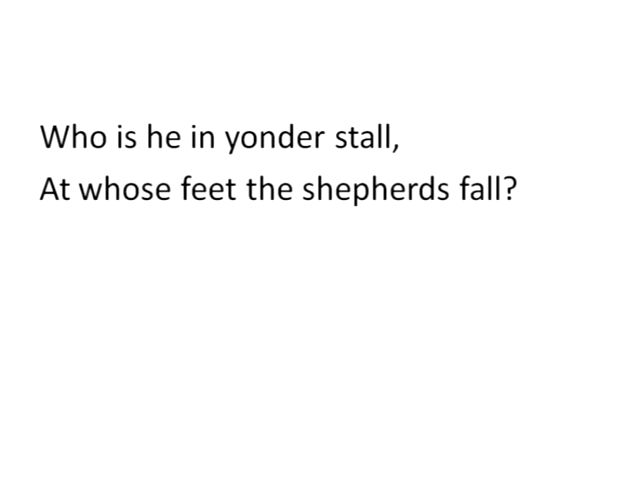 Who is he in yonder stall,
At whose feet the shepherds fall?